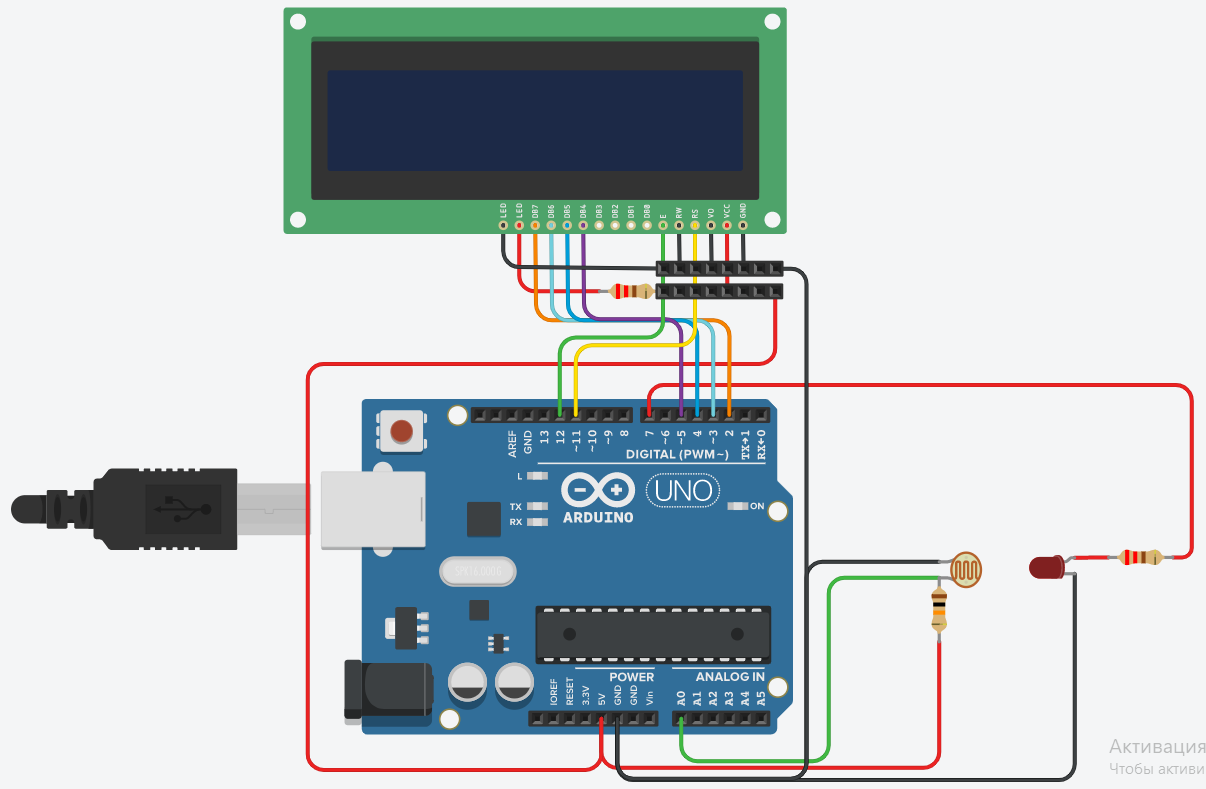 LED LED DB7 DB6 DB5 DB4 DB3 DB2 DB1 DB0 E RW RS VO VCC GND
AREF GND 13 12 ~11 ~10 ~9 8 7 ~6 ~5 4 ~3 2 TX→1 RX←0
DIGITAL (PWM~)
L
TX
RX
ARDUINO
UNO
ON
POWER
ANALOG IN
IOREF RESET 3.3V 5V GND GND Vin A0 A1 A2 A3 A4 A5
Активация
Чтобы активи